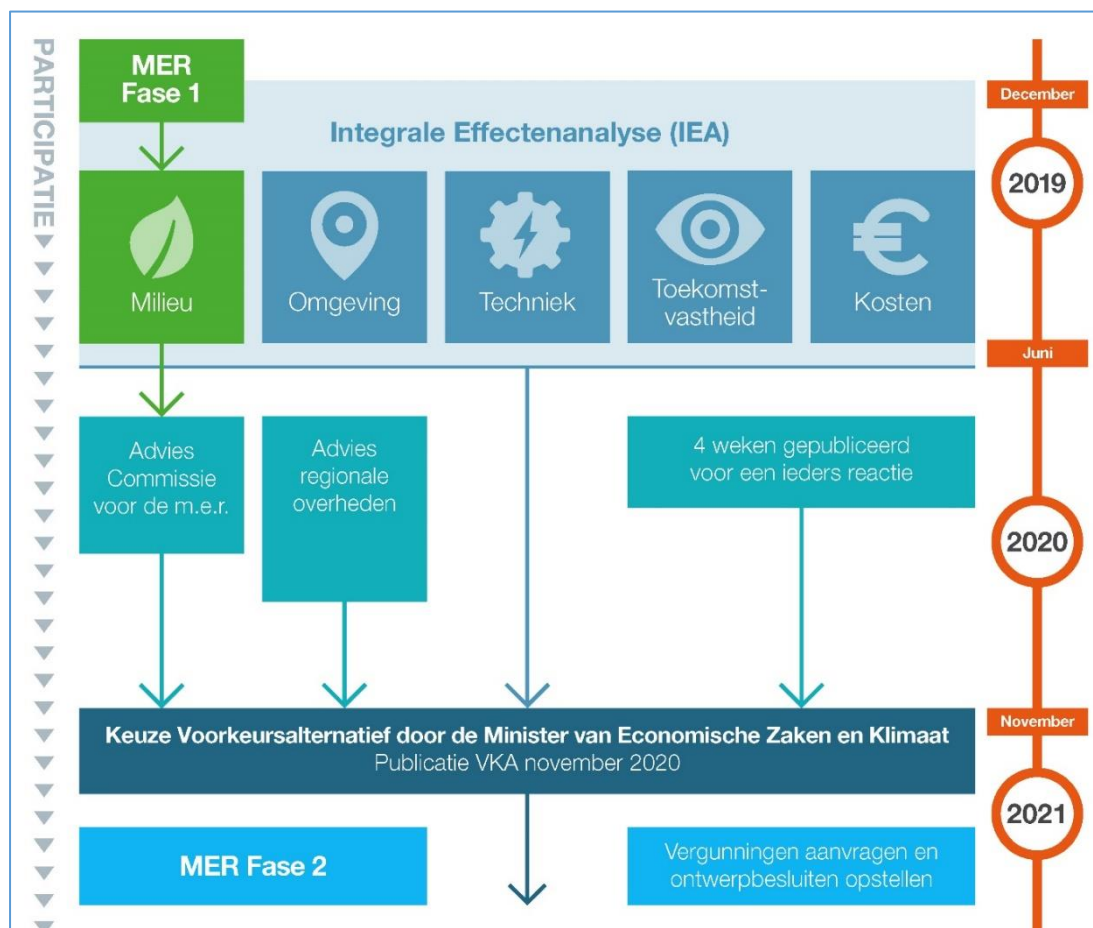 PARTICIPATIE
MER
Fase 1
Integrale Effectenanalyse (IEA)
Milieu
Omgeving
Techniek
Toekomst-
vastheid
€
Kosten
Advies
Commissie
voor de m.e.r.
Advies
regionale
overheden
4 weken gepubliceerd
voor een ieders reactie
Keuze Voorkeursalternatief door de Minister van Economische Zaken en Klimaat
Publicatie VKA november 2020
MER Fase 2
Vergunningen aanvragen en
ontwerpbesluiten opstellen
December
2019
Juni
2020
November
2021